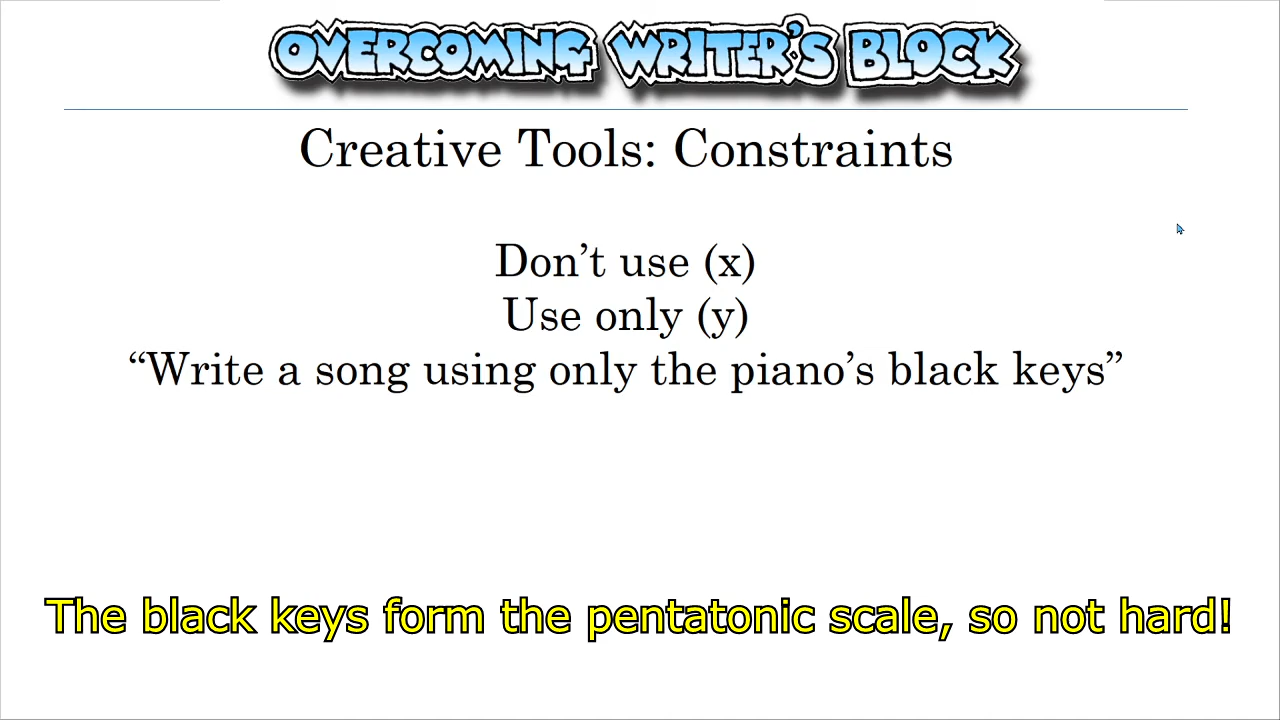 OVERCOMING WRITER'S BLOCK
Creative Tools: Constraints
Don’t use (x)
Use only (y)
“Write a song using only the piano’s black keys”
The black keys form the pentatonic scale, so not hard!